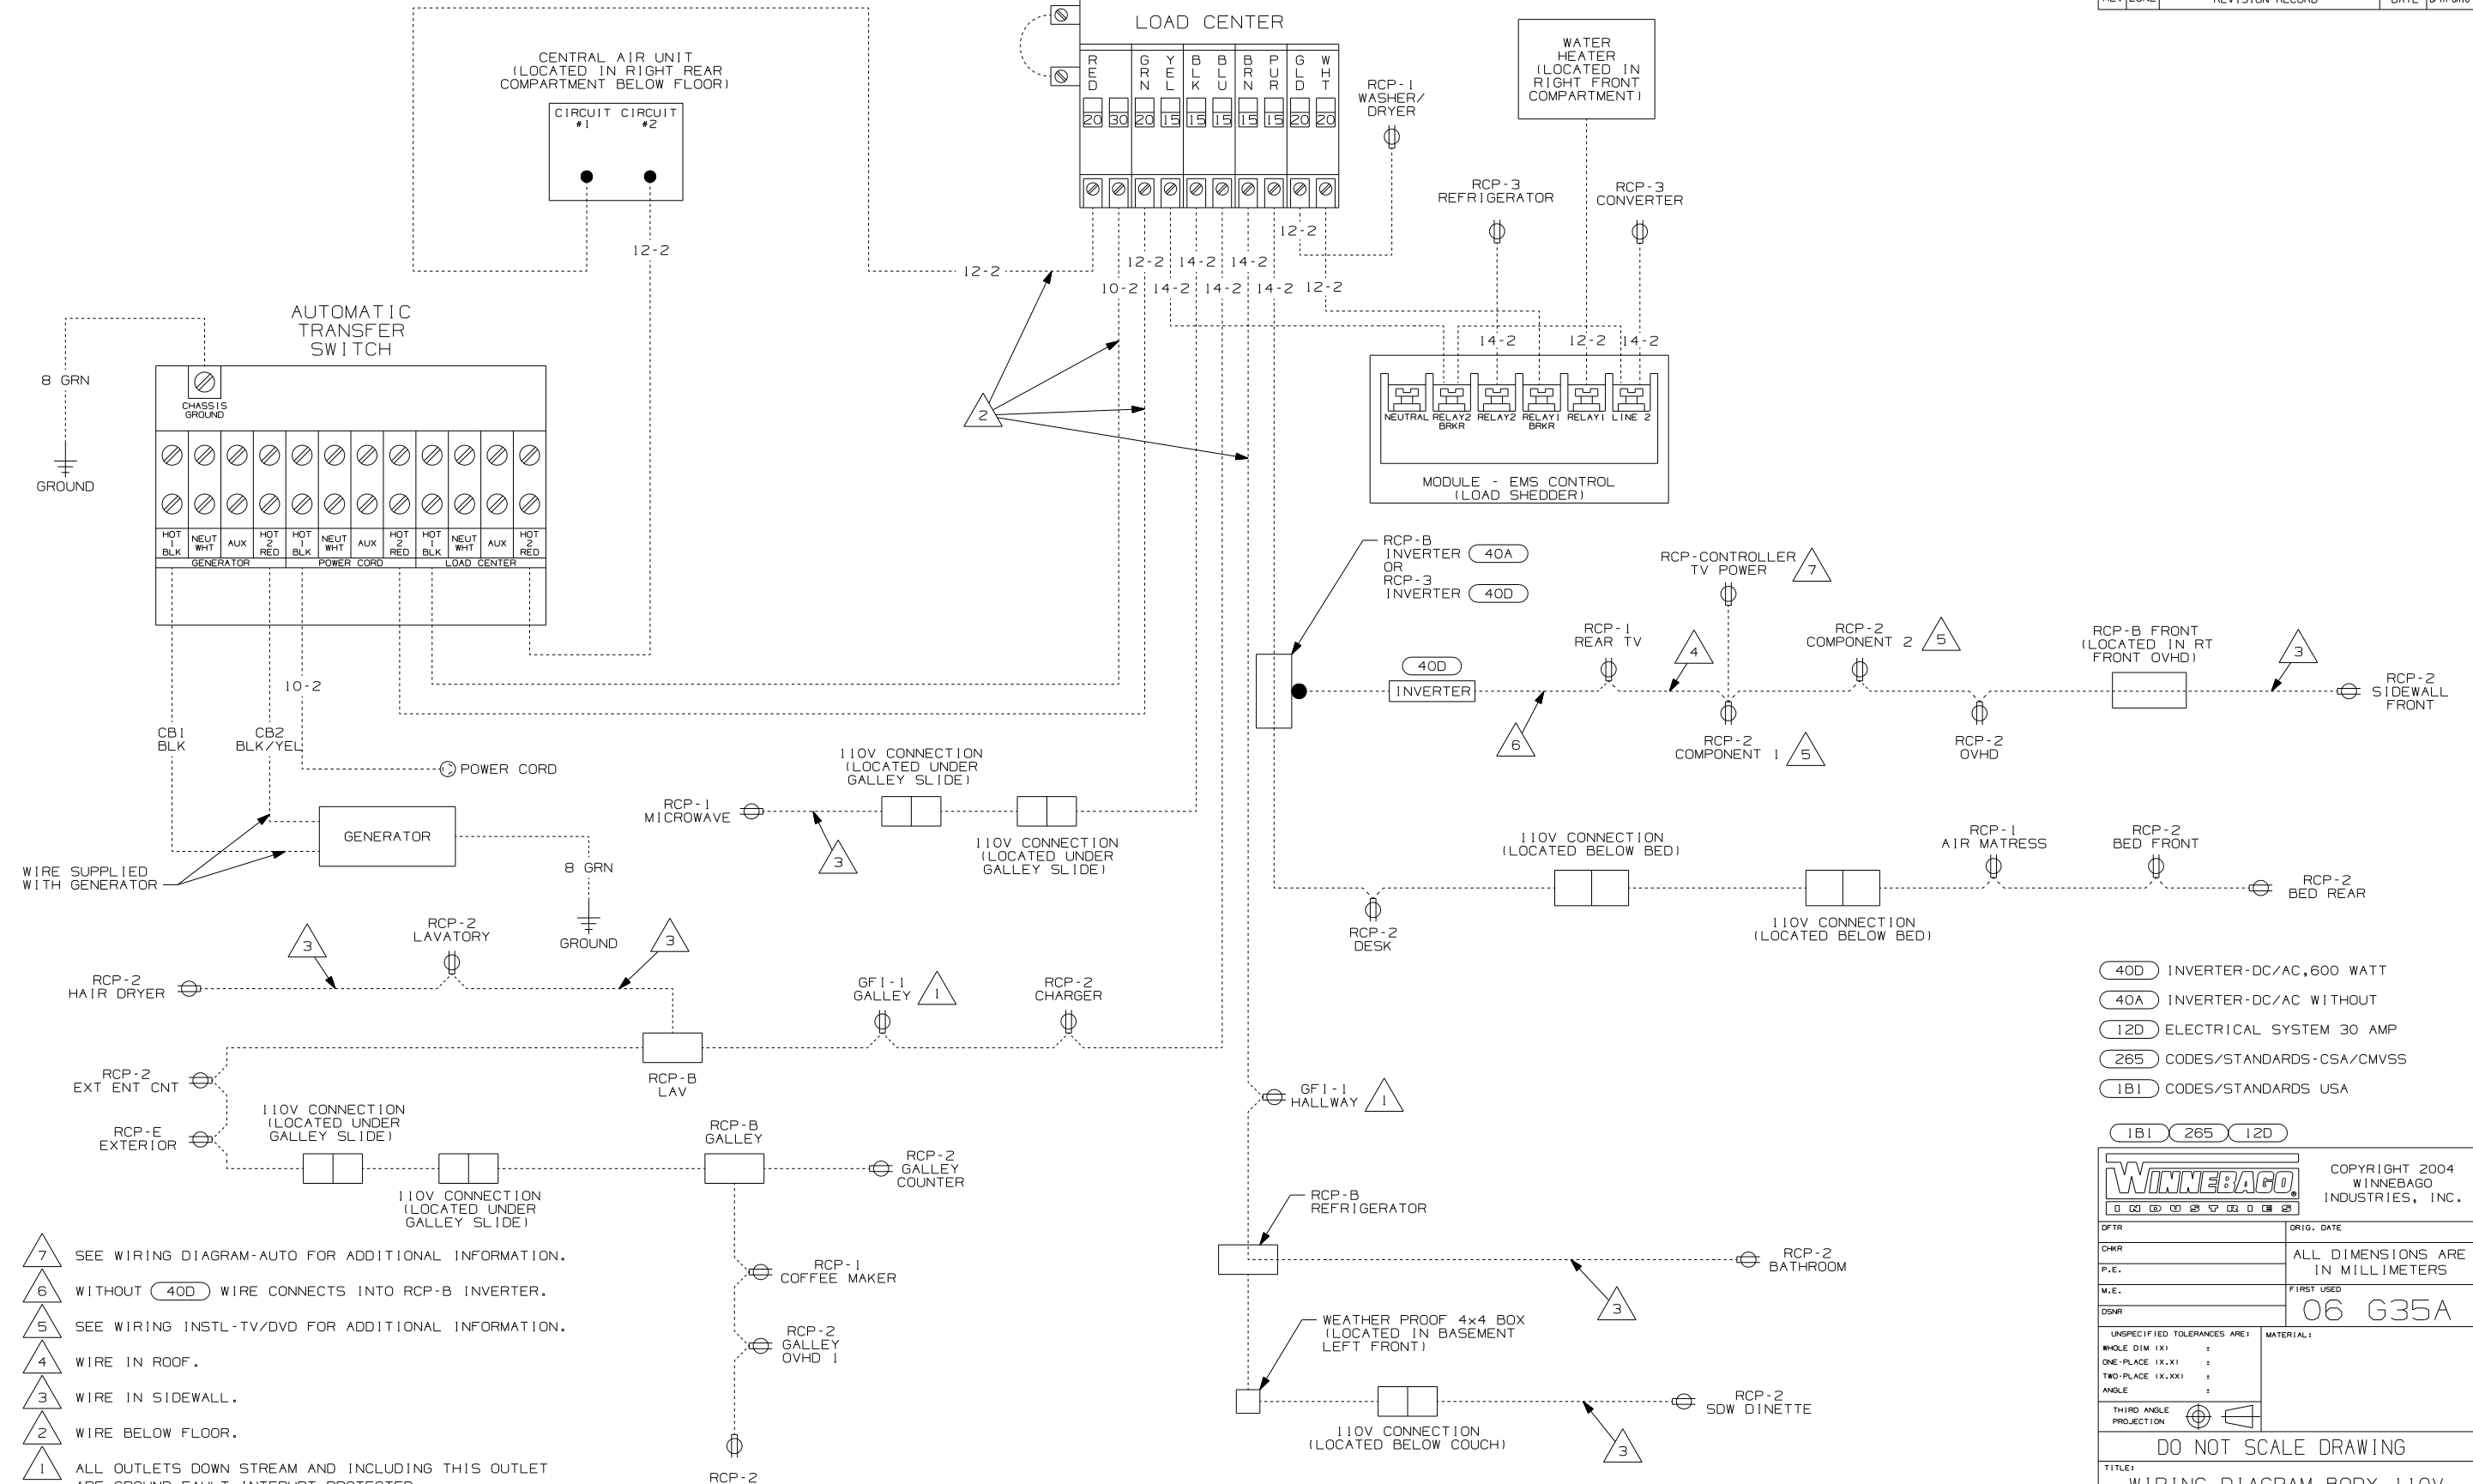 REVISION RECORD
CENTRAL AIR UNIT
(LOCATED IN RIGHT REAR
COMPARTMENT BELOW FLOOR)
CIRCUIT CIRCUIT
#1 #2
LOAD CENTER
RED GRN YEL BLK BLU BRN PUR GLD WHT
20 30 20 15 15 15 15 15 20 20
RCP-1
WASHER/
DRYER
WATER
HEATER
(LOCATED IN
RIGHT FRONT
COMPARTMENT)
RCP-3
REFRIGERATOR
RCP-3
CONVERTER
12-2
12-2
12-2
12-2 14-2 14-2
10-2 14-2 14-2 14-2 12-2
14-2 12-2 14-2
2
NEUTRAL
RELAY2
BRKR
RELAY2
RELAY1
BRKR
RELAY1
LINE 2
MODULE - EMS CONTROL
(LOAD SHEDDER)
AUTOMATIC
TRANSFER
SWITCH
8 GRN
GROUND
CHASSIS
GROUND
HOT 1 BLK NEUT WHT AUX HOT 2 RED HOT 1 BLK NEUT WHT AUX HOT 2 RED HOT 1 BLK NEUT WHT AUX HOT 2 RED
GENERATOR POWER CORD LOAD CENTER
10-2
CB1
BLK
CB2
BLK/YEL
POWER CORD
GENERATOR
8 GRN
GROUND
WIRE SUPPLIED
WITH GENERATOR
RCP-B
INVERTER 40A
OR
RCP-3
INVERTER 40D
40D
INVERTER
6
RCP-1
REAR TV
4
RCP-CONTROLLER
TV POWER 7
RCP-2
COMPONENT 1 5
RCP-2
COMPONENT 2 5
RCP-2
OVHD
RCP-B FRONT
(LOCATED IN RT
FRONT OVHD)
3
RCP-2
SIDEWALL
FRONT
RCP-1
MICROWAVE
3
110V CONNECTION
(LOCATED UNDER
GALLEY SLIDE)
110V CONNECTION
(LOCATED UNDER
GALLEY SLIDE)
RCP-2
DESK
110V CONNECTION
(LOCATED BELOW BED)
110V CONNECTION
(LOCATED BELOW BED)
RCP-1
AIR MATRESS
RCP-2
BED FRONT
RCP-2
BED REAR
RCP-2
HAIR DRYER
3
RCP-2
LAVATORY
3
RCP-B
LAV
GFI-1
GALLEY 1
RCP-2
CHARGER
RCP-2
EXT ENT CNT
RCP-E
EXTERIOR
110V CONNECTION
(LOCATED UNDER
GALLEY SLIDE)
110V CONNECTION
(LOCATED UNDER
GALLEY SLIDE)
RCP-B
GALLEY
RCP-2
GALLEY
COUNTER
RCP-1
COFFEE MAKER
RCP-2
GALLEY
OVHD 1
RCP-2
GFI-1
HALLWAY 1
RCP-B
REFRIGERATOR
RCP-2
BATHROOM
3
WEATHER PROOF 4x4 BOX
(LOCATED IN BASEMENT
LEFT FRONT)
110V CONNECTION
(LOCATED BELOW COUCH)
3
RCP-2
SDW DINETTE
7 SEE WIRING DIAGRAM-AUTO FOR ADDITIONAL INFORMATION.
6 WITHOUT 40D WIRE CONNECTS INTO RCP-B INVERTER.
5 SEE WIRING INSTL-TV/DVD FOR ADDITIONAL INFORMATION.
4 WIRE IN ROOF.
3 WIRE IN SIDEWALL.
2 WIRE BELOW FLOOR.
1 ALL OUTLETS DOWN STREAM AND INCLUDING THIS OUTLET
40D INVERTER-DC/AC,600 WATT
40A INVERTER-DC/AC WITHOUT
12D ELECTRICAL SYSTEM 30 AMP
265 CODES/STANDARDS-CSA/CMVSS
1B1 CODES/STANDARDS USA
1B1 265 12D
WINNEBAGO
INDUSTRIES
COPYRIGHT 2004
WINNEBAGO
INDUSTRIES, INC.
DFTR
CHKR
P.E.
M.E.
DSNR
ORIG. DATE
ALL DIMENSIONS ARE
IN MILLIMETERS
FIRST USED
06 G35A
UNSPECIFIED TOLERANCES ARE:
WHOLE DIM (X) ±
ONE-PLACE (X.X) ±
TWO-PLACE (X.XX) ±
ANGLE ±
MATERIAL:
THIRD ANGLE
PROJECTION
DO NOT SCALE DRAWING
TITLE:
WIRING DIAGRAM BODY 110V